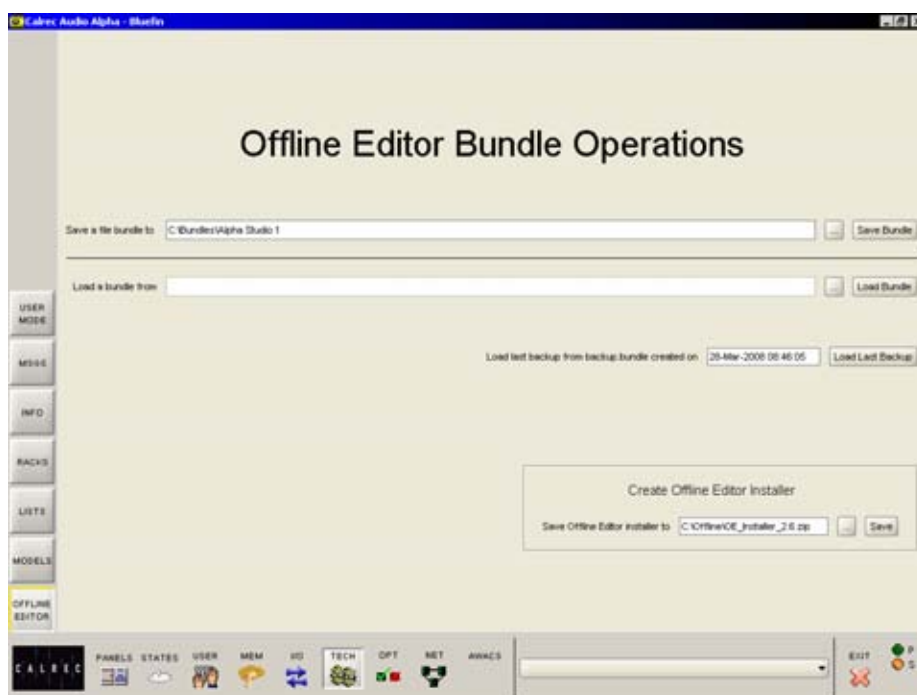 Calrec Audio Alpha - Bluefin
Offline Editor Bundle Operations
Save a file bundle to C:\Bundles\Alpha Studio 1 ... Save Bundle
Load a bundle from ... Load Bundle
Load last backup from backup.bundle created on 28-Mar-2008 08:46:05 Load Last Backup
Create Offline Editor Installer
Save Offline Editor installer to C:\Offline\OE_Installer_2.6.zip ... Save
USER
MODE
MSGS
INFO
RACKS
LISTS
MODELS
OFFLINE
EDITOR
CALREC
PANELS STATES USER MEM I/O TECH OPT NET AWACS EXIT P
S